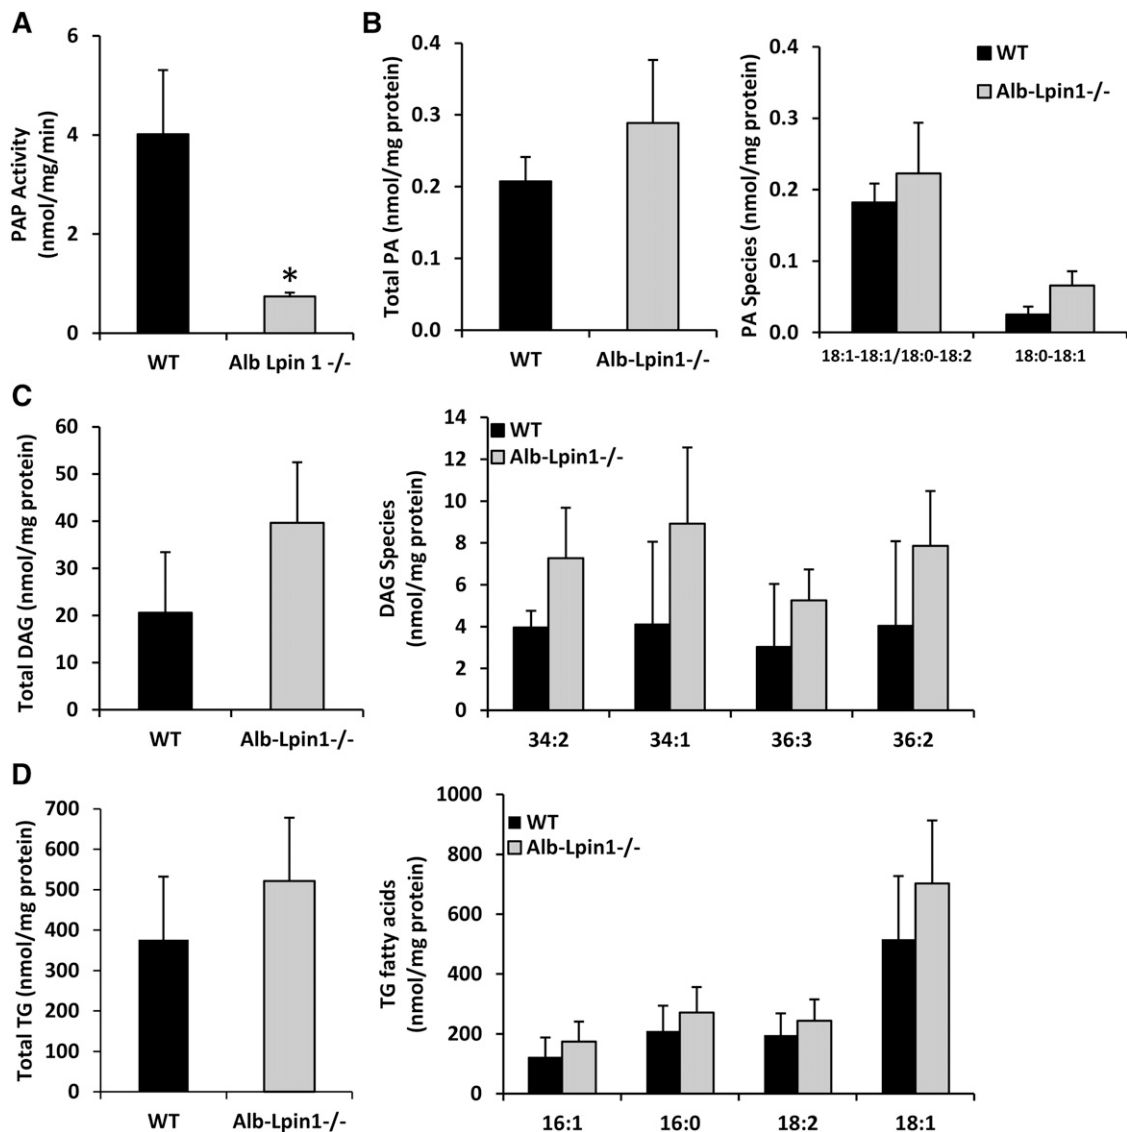 A
PAP Activity
(nmol/mg/min)
6
4
2
0
*
WT
Alb Lpin 1 -/-
B
Total PA (nmol/mg protein)
0.4
0.3
0.2
0.1
0.0
WT
Alb-Lpin1-/-
PA Species (nmol/mg protein)
0.4
0.3
0.2
0.1
0.0
WT
Alb-Lpin1-/-
18:1-18:1/18:0-18:2
18:0-18:1
C
Total DAG (nmol/mg protein)
60
50
40
30
20
10
0
WT
Alb-Lpin1-/-
DAG Species
(nmol/mg protein)
14
12
10
8
6
4
2
0
WT
Alb-Lpin1-/-
34:2
34:1
36:3
36:2
D
Total TG (nmol/mg protein)
700
600
500
400
300
200
100
0
WT
Alb-Lpin1-/-
TG fatty acids
(nmol/mg protein)
1000
800
600
400
200
0
WT
Alb-Lpin1-/-
16:1
16:0
18:2
18:1